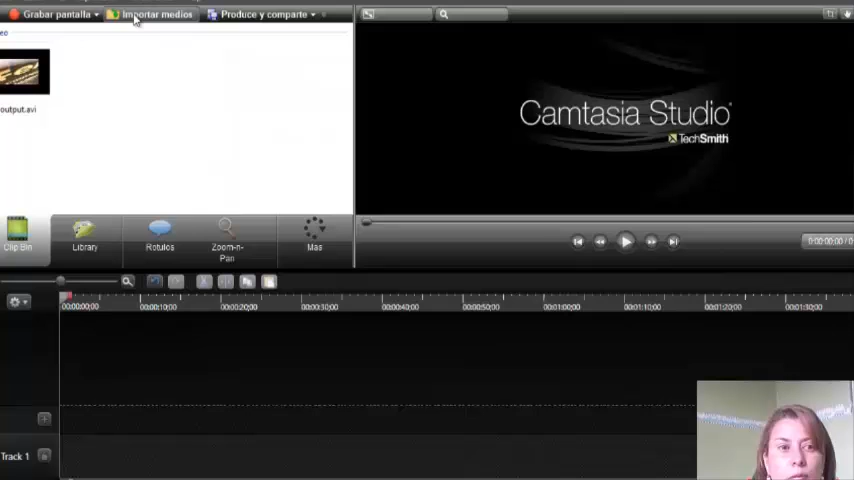 Grabar pantalla
Importar medios
Produce y comparte
output.avi
Camtasia Studio
TechSmith
Clip Bin
Library
Rotulos
Zoom-n-
Pan
Mas
00:00:00;00
00:00:10;00
00:00:20;00
00:00:30;00
00:00:40;00
00:00:50;00
00:01:00;00
00:01:10;00
00:01:20;00
00:01:30;00
Track 1